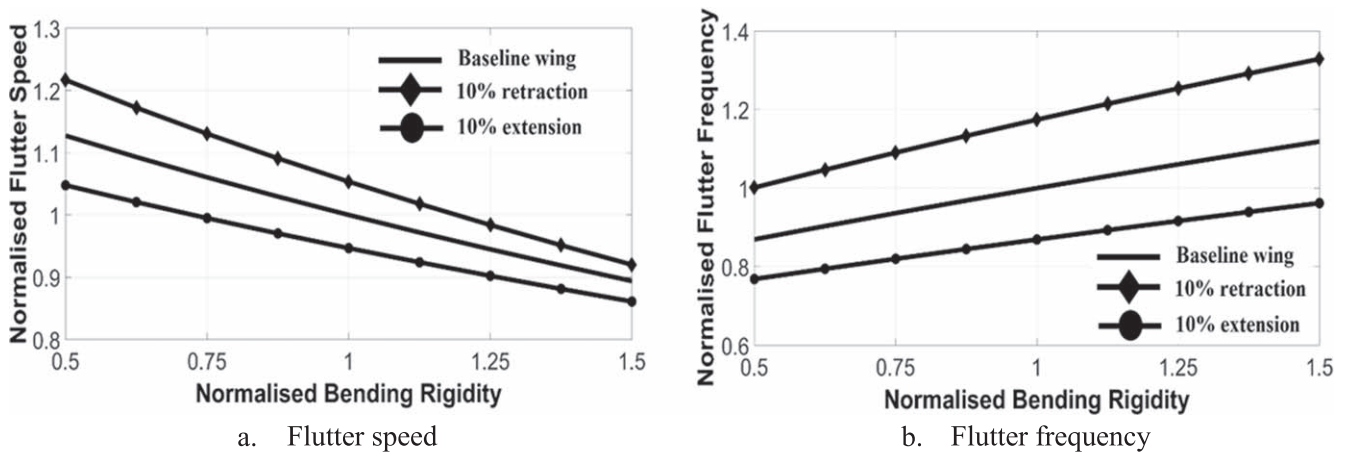 Normalised Flutter Speed
1.3
1.2
1.1
1
0.9
0.8
Baseline wing
10% retraction
10% extension
0.5
0.75
1
1.25
1.5
Normalised Bending Rigidity
a. Flutter speed
Normalised Flutter Frequency
1.4
1.2
1
0.8
0.6
Baseline wing
10% retraction
10% extension
0.5
0.75
1
1.25
1.5
Normalised Bending Rigidity
b. Flutter frequency